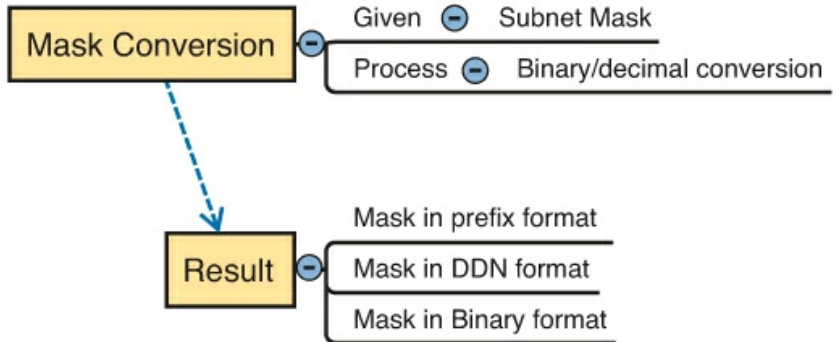 Mask Conversion
Given Subnet Mask
Process Binary/decimal conversion
Result
Mask in prefix format
Mask in DDN format
Mask in Binary format